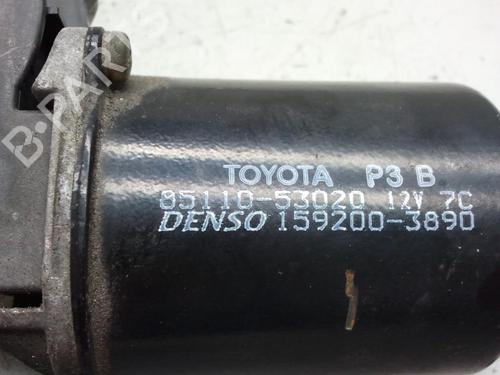 B-PARTS
TOYOTA P3 B
85110-53020 12V 7C
DENSO 159200-3890